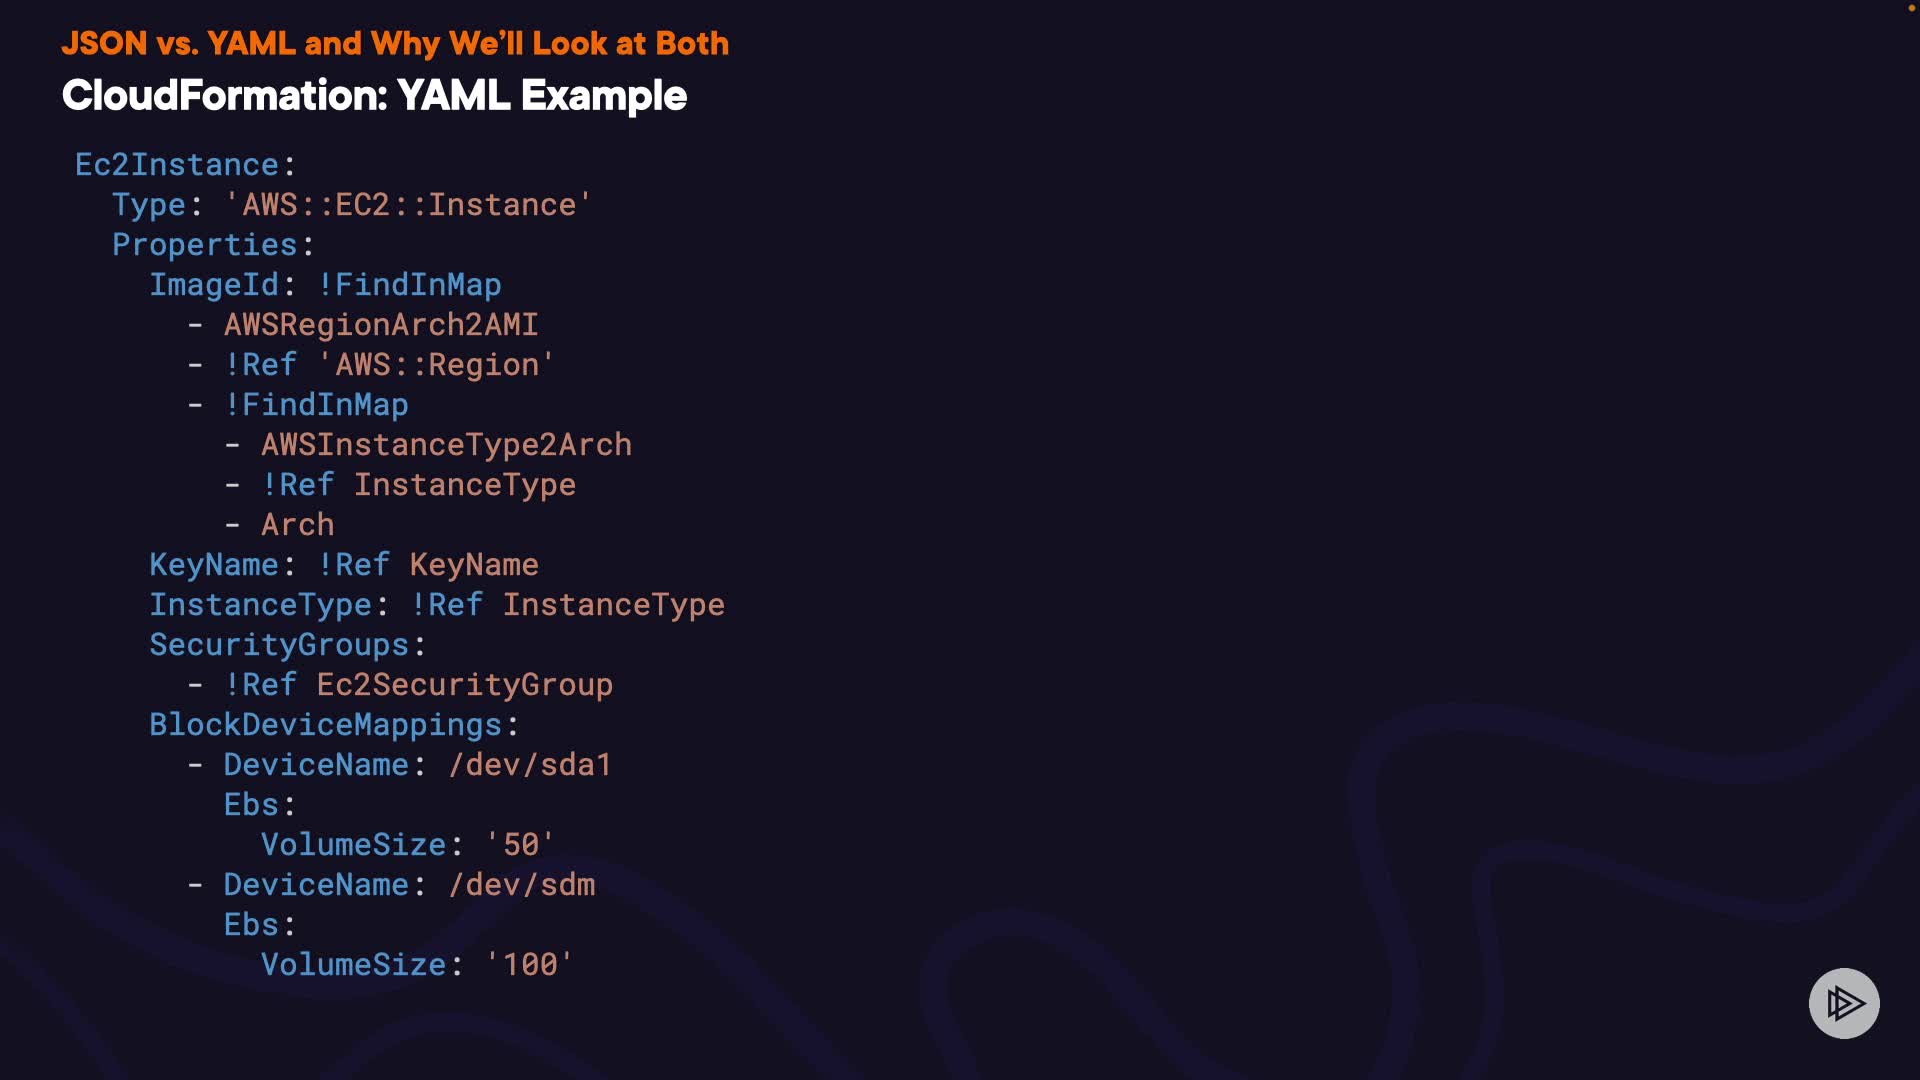 JSON vs. YAML and Why We’ll Look at Both
CloudFormation: YAML Example
Ec2Instance:
  Type: 'AWS::EC2::Instance'
  Properties:
    ImageId: !FindInMap
      - AWSRegionArch2AMI
      - !Ref 'AWS::Region'
      - !FindInMap
        - AWSInstanceType2Arch
        - !Ref InstanceType
        - Arch
    KeyName: !Ref KeyName
    InstanceType: !Ref InstanceType
    SecurityGroups:
      - !Ref Ec2SecurityGroup
    BlockDeviceMappings:
      - DeviceName: /dev/sda1
        Ebs:
          VolumeSize: '50'
      - DeviceName: /dev/sdm
        Ebs:
          VolumeSize: '100'